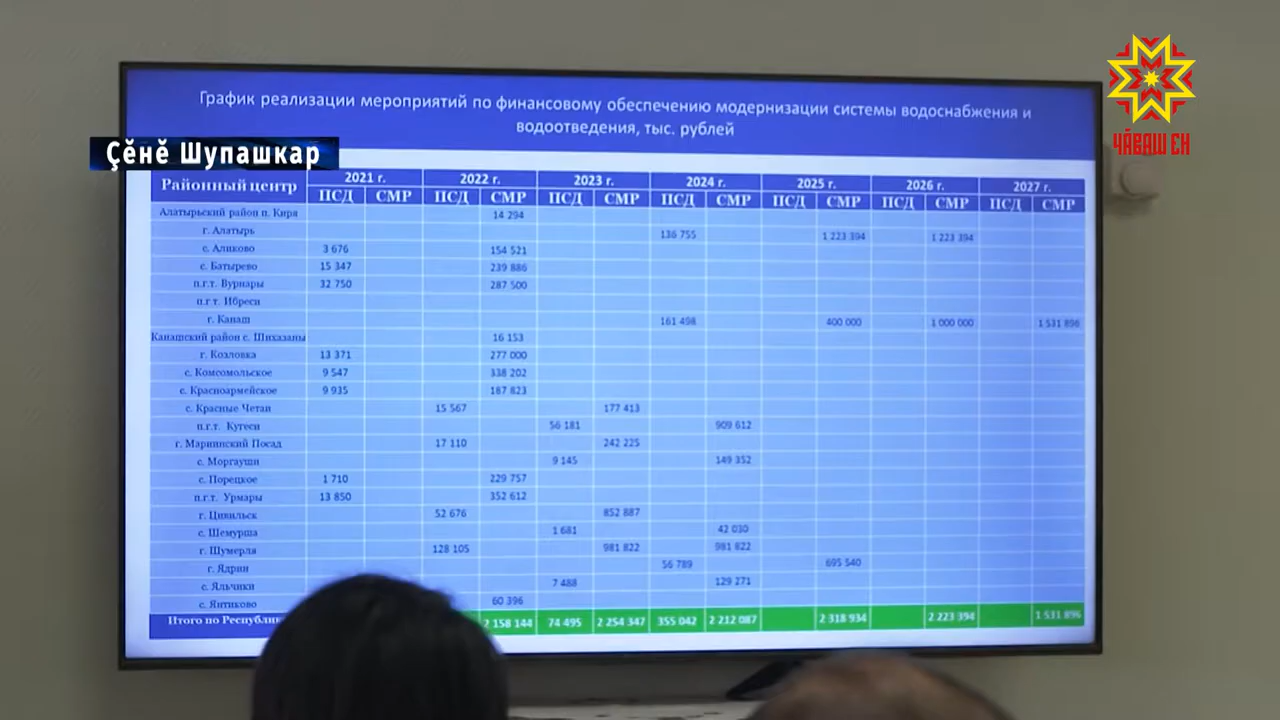 График реализации мероприятий по финансовому обеспечению модернизации системы водоснабжения и
водоотведения, тыс. рублей
ЧӐВАШ ЕН
Ҫӗнӗ Шупашкар
Районный центр 2021 г. 2022 г. 2023 г. 2024 г. 2025 г. 2026 г. 2027 г.
ПСД СМР ПСД СМР ПСД СМР ПСД СМР ПСД СМР ПСД СМР ПСД СМР
Алатырьский район п. Киря 14 294
г. Алатырь 136 755 1 223 394 1 223 394
с. Аликово 3 676 154 521
с. Батырево 15 347 239 886
п.г.т. Вурнары 32 750 287 500
п.г.т. Ибреси
г. Канаш 161 498 400 000 1 000 000 1 531 896
Канашский район с. Шихазаны 16 153
г. Козловка 13 371 277 000
с. Комсомольское 9 547 338 202
с. Красноармейское 9 935 187 823
с. Красные Четаи 15 567 177 413
п.г.т. Кугеси 56 181 909 612
г. Мариинский Посад 17 110 242 225
с. Моргауши 9 145 149 352
с. Порецкое 1 710 229 757
п.г.т. Урмары 13 850 352 612
г. Цивильск 52 676 852 887
с. Шемурша 1 681 42 030
г. Шумерля 128 105 981 822 981 822
г. Ядрин 56 789 695 540
с. Яльчики 7 488 129 271
с. Янтиково 60 396
Итого по 2 158 144 74 495 2 254 347 355 042 2 212 087 2 318 934 2 223 394 1 531 896